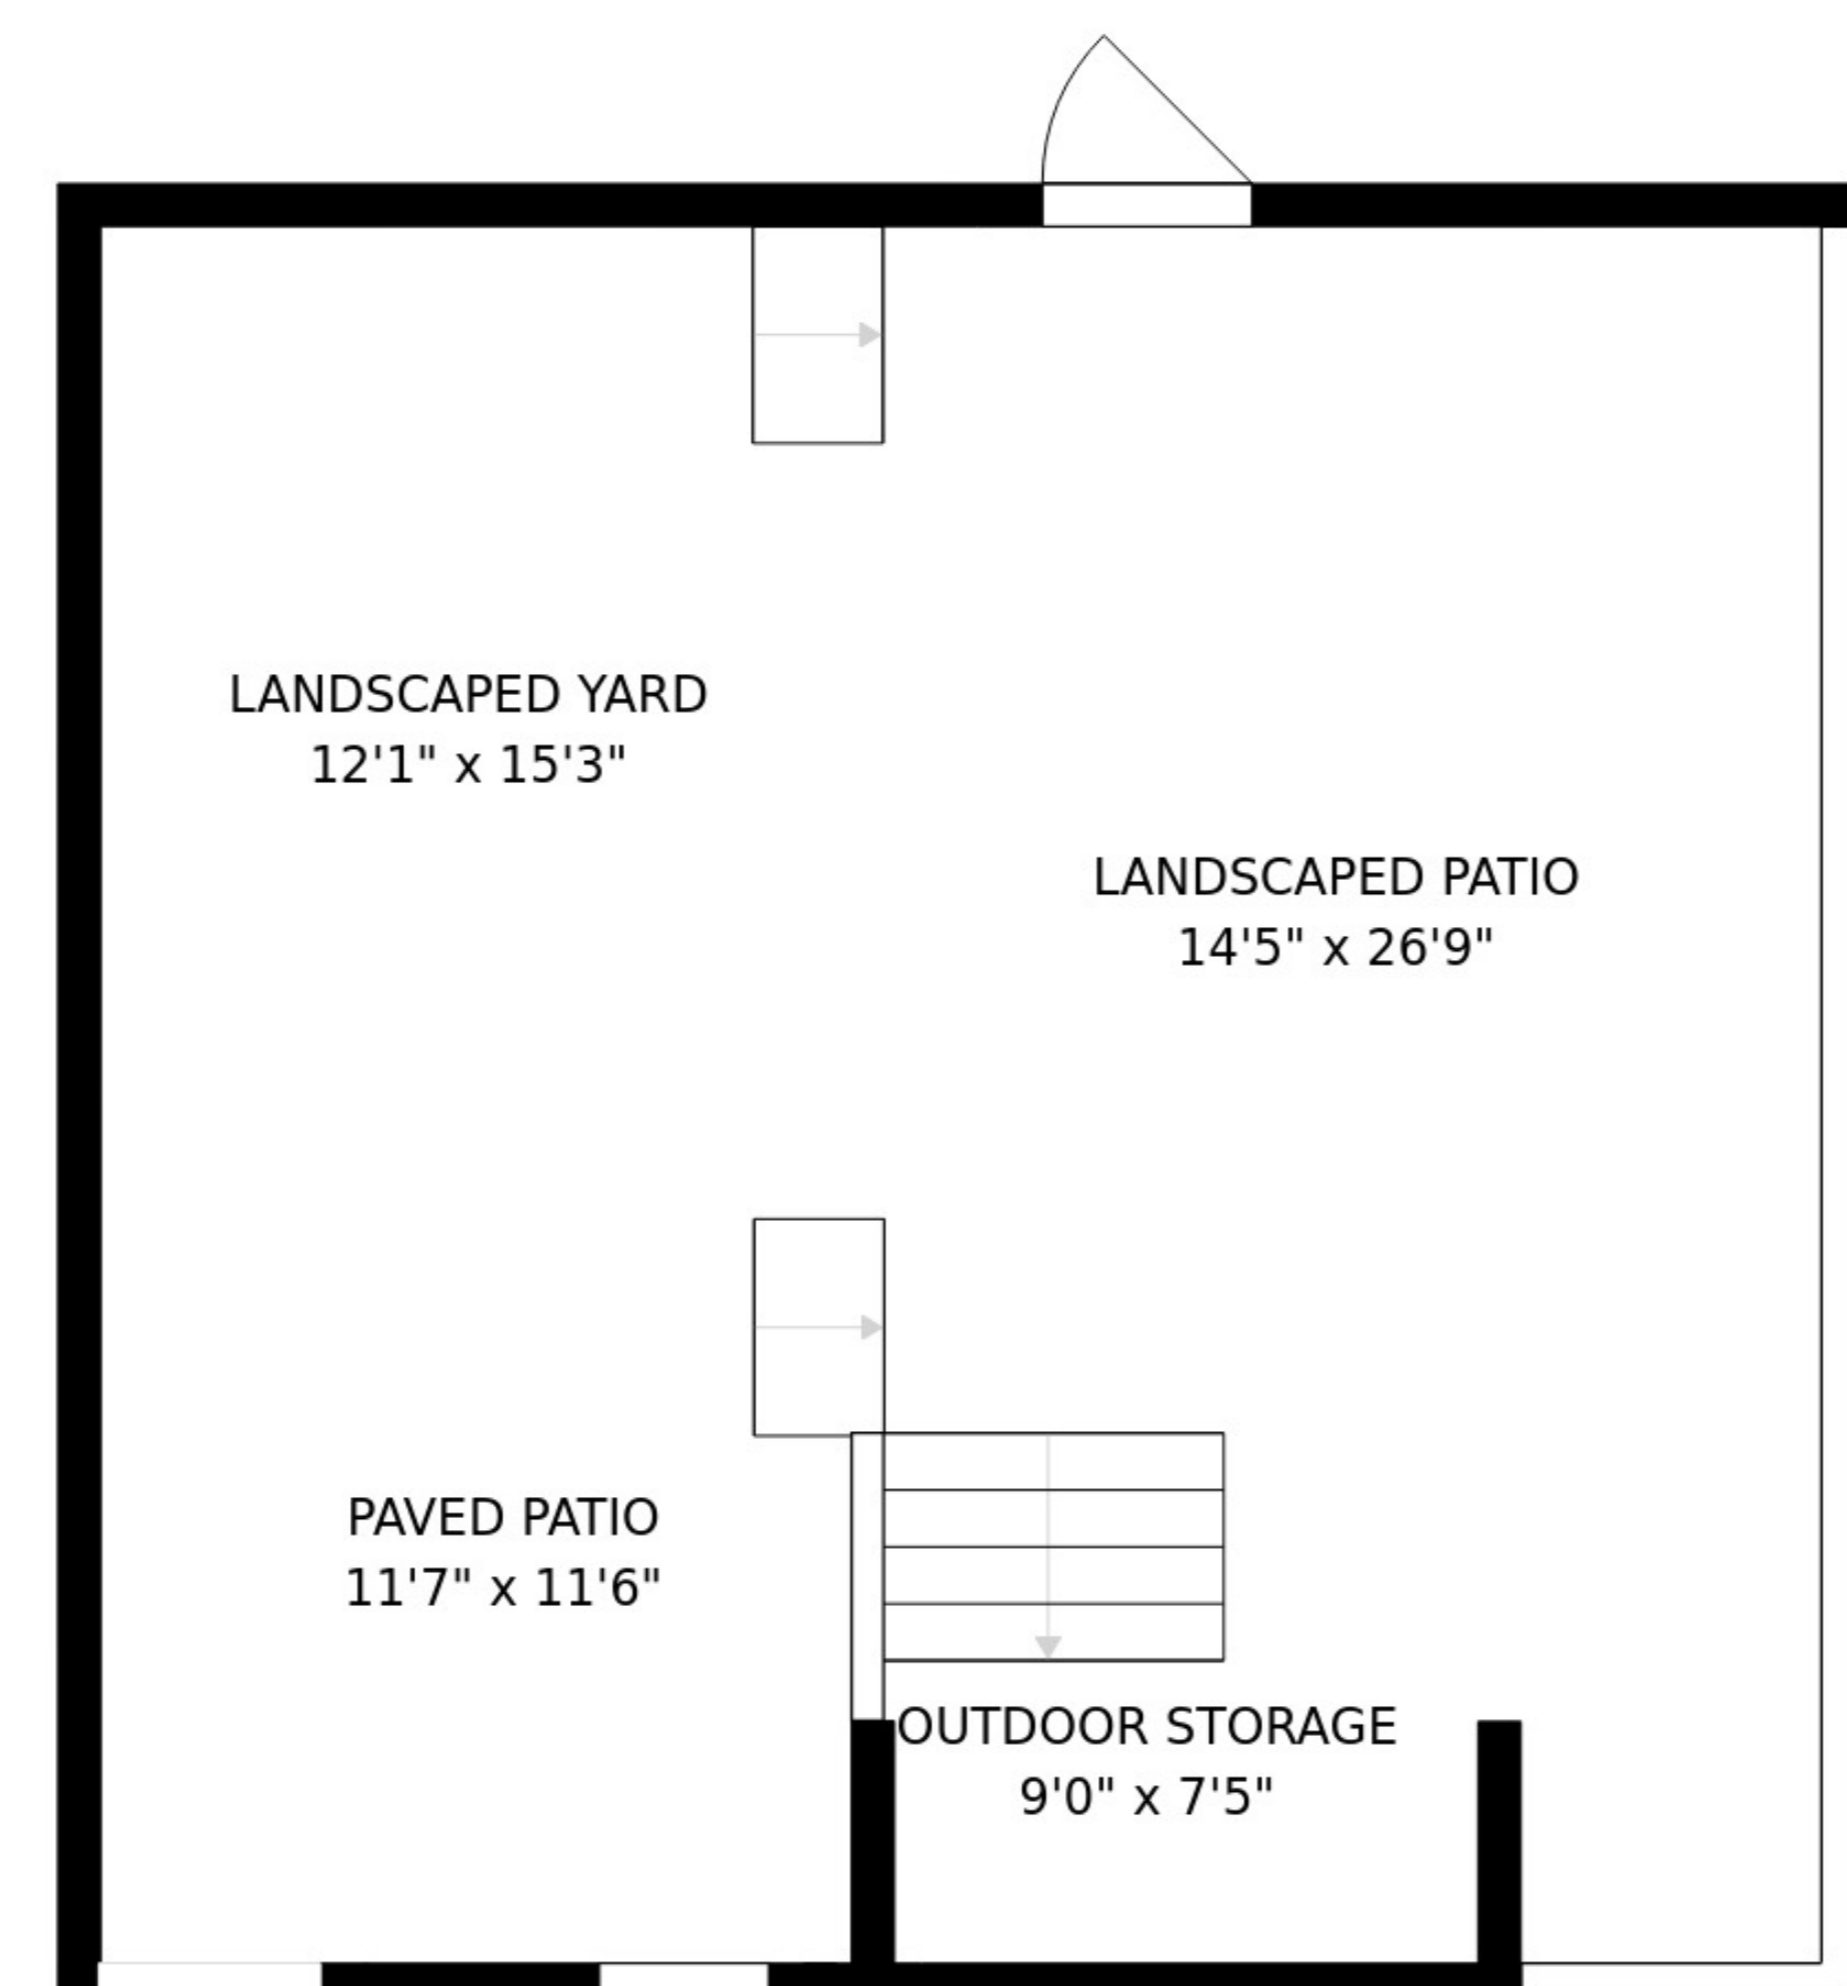 LANDSCAPED YARD
12'1" x 15'3"
LANDSCAPED PATIO
14'5" x 26'9"
PAVED PATIO
11'7" x 11'6"
OUTDOOR STORAGE
9'0" x 7'5"